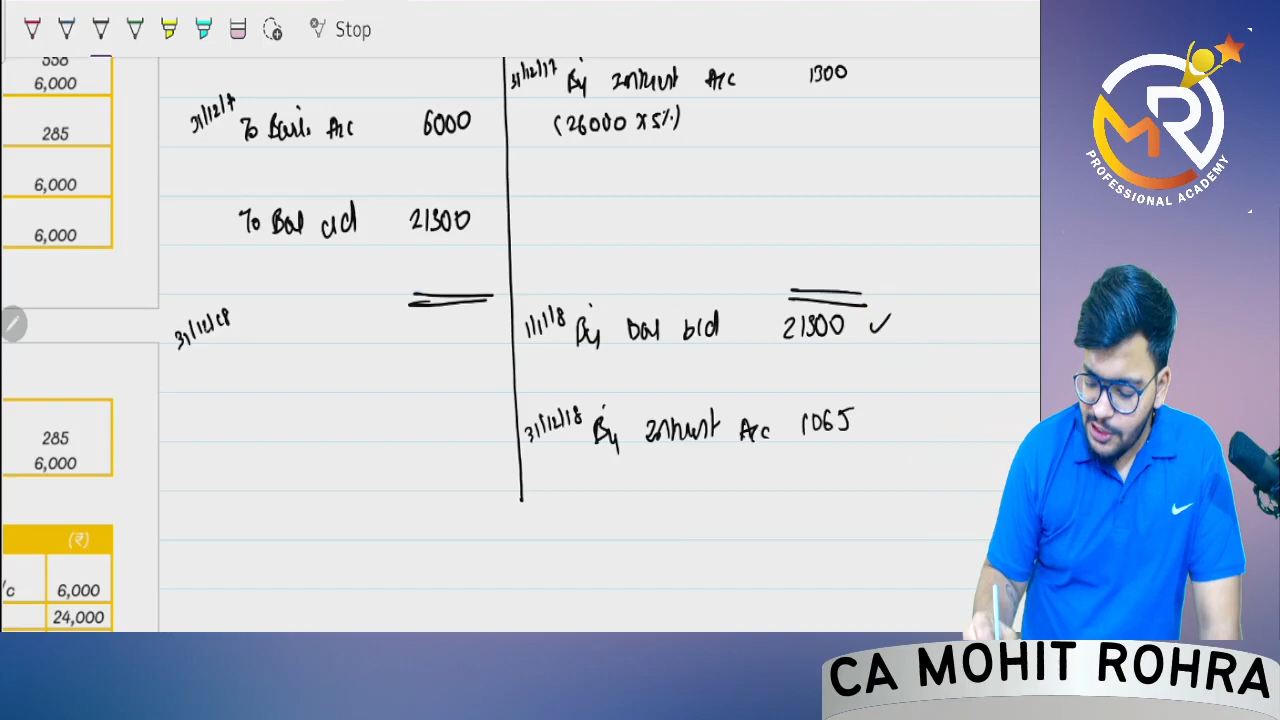 Stop
558
6,000
285
6,000
6,000
285
6,000
(₹)
/c 6,000
24,000
31/12/17 To Bank A/c 6000
To Bal c/d 21300
31/12/18
31/12/17 By Interest A/c 1300
(26000 x 5%)
1/1/18 By bal b/d 21300 ✓
31/12/18 By Interest A/c 1065
MR
PROFESSIONAL ACADEMY
CA MOHIT ROHRA